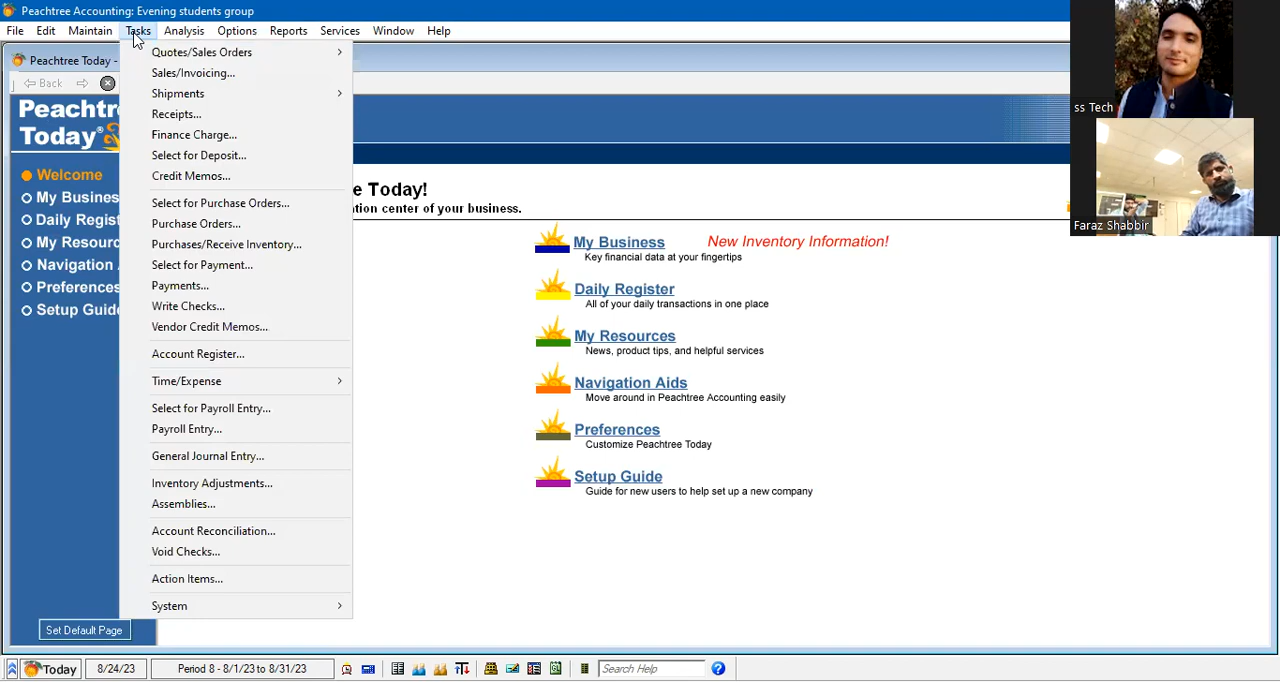 Peachtree Accounting: Evening students group
File Edit Maintain Tasks Analysis Options Reports Services Window Help
Peachtree Today -
Back
Quotes/Sales Orders
Sales/Invoicing...
Shipments
Receipts...
Finance Charge...
Select for Deposit...
Credit Memos...
Select for Purchase Orders...
Purchase Orders...
Purchases/Receive Inventory...
Select for Payment...
Payments...
Write Checks...
Vendor Credit Memos...
Account Register...
Time/Expense
Select for Payroll Entry...
Payroll Entry...
General Journal Entry...
Inventory Adjustments...
Assemblies...
Account Reconciliation...
Void Checks...
Action Items...
System
Peachtre
Today
Welcome
My Busines
Daily Regist
My Resourc
Navigation
Preferences
Setup Guide
Set Default Page
e Today!
ation center of your business.
My Business New Inventory Information!
Key financial data at your fingertips
Daily Register
All of your daily transactions in one place
My Resources
News, product tips, and helpful services
Navigation Aids
Move around in Peachtree Accounting easily
Preferences
Customize Peachtree Today
Setup Guide
Guide for new users to help set up a new company
ss Tech
Faraz Shabbir
Today 8/24/23 Period 8 - 8/1/23 to 8/31/23 Search Help